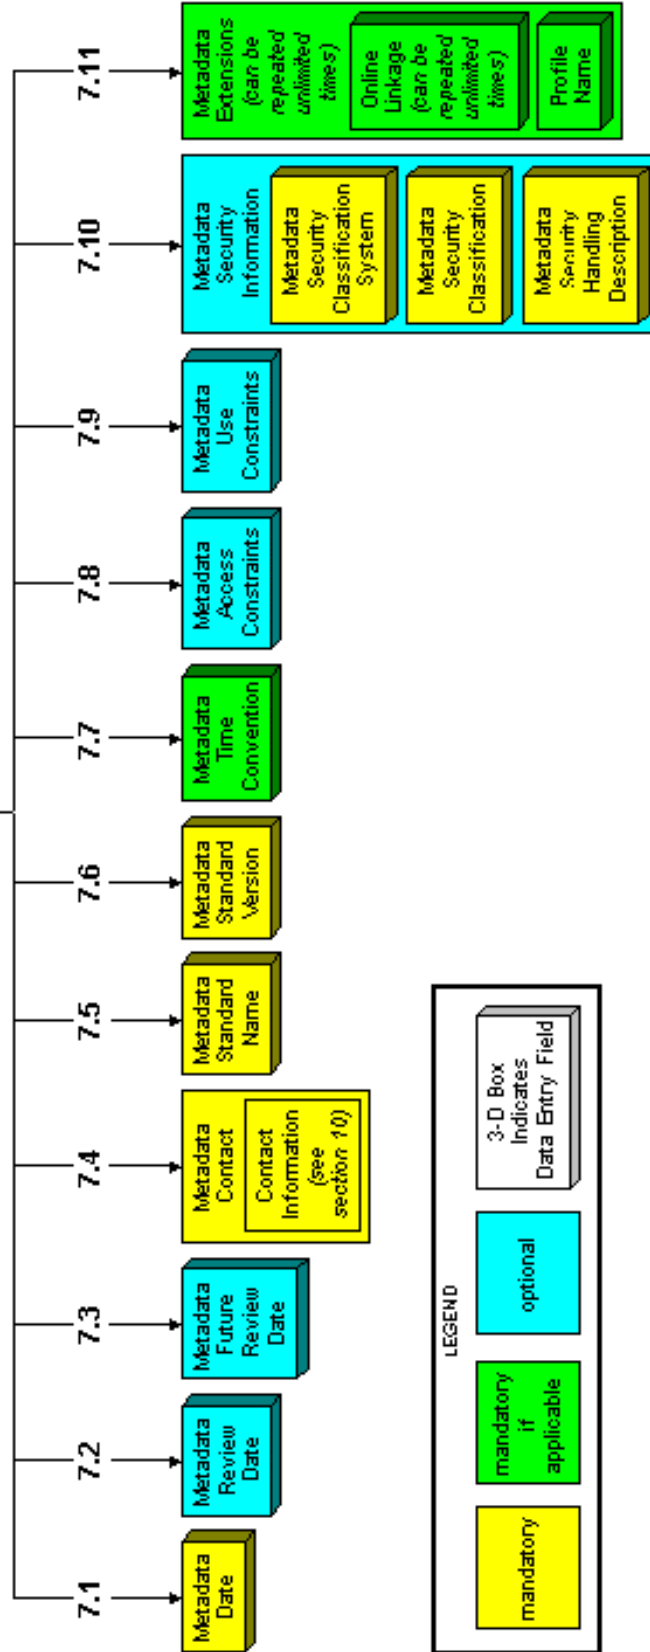 7.1
Metadata
Date
7.2
Metadata
Review
Date
7.3
Metadata
Future
Review
Date
7.4
Metadata
Contact
Contact
Information
(see
section 10)
7.5
Metadata
Standard
Name
7.6
Metadata
Standard
Version
7.7
Metadata
Time
Convention
7.8
Metadata
Access
Constraints
7.9
Metadata
Use
Constraints
7.10
Metadata
Security
Information
Metadata
Security
Classification
System
Metadata
Security
Classification
Metadata
Security
Handling
Description
7.11
Metadata
Extensions
(can be
repeated
unlimited
times)
Online
Linkage
(can be
repeated
unlimited
times)
Profile
Name
LEGEND
mandatory
mandatory
if
applicable
optional
3-D Box
Indicates
Data Entry Field